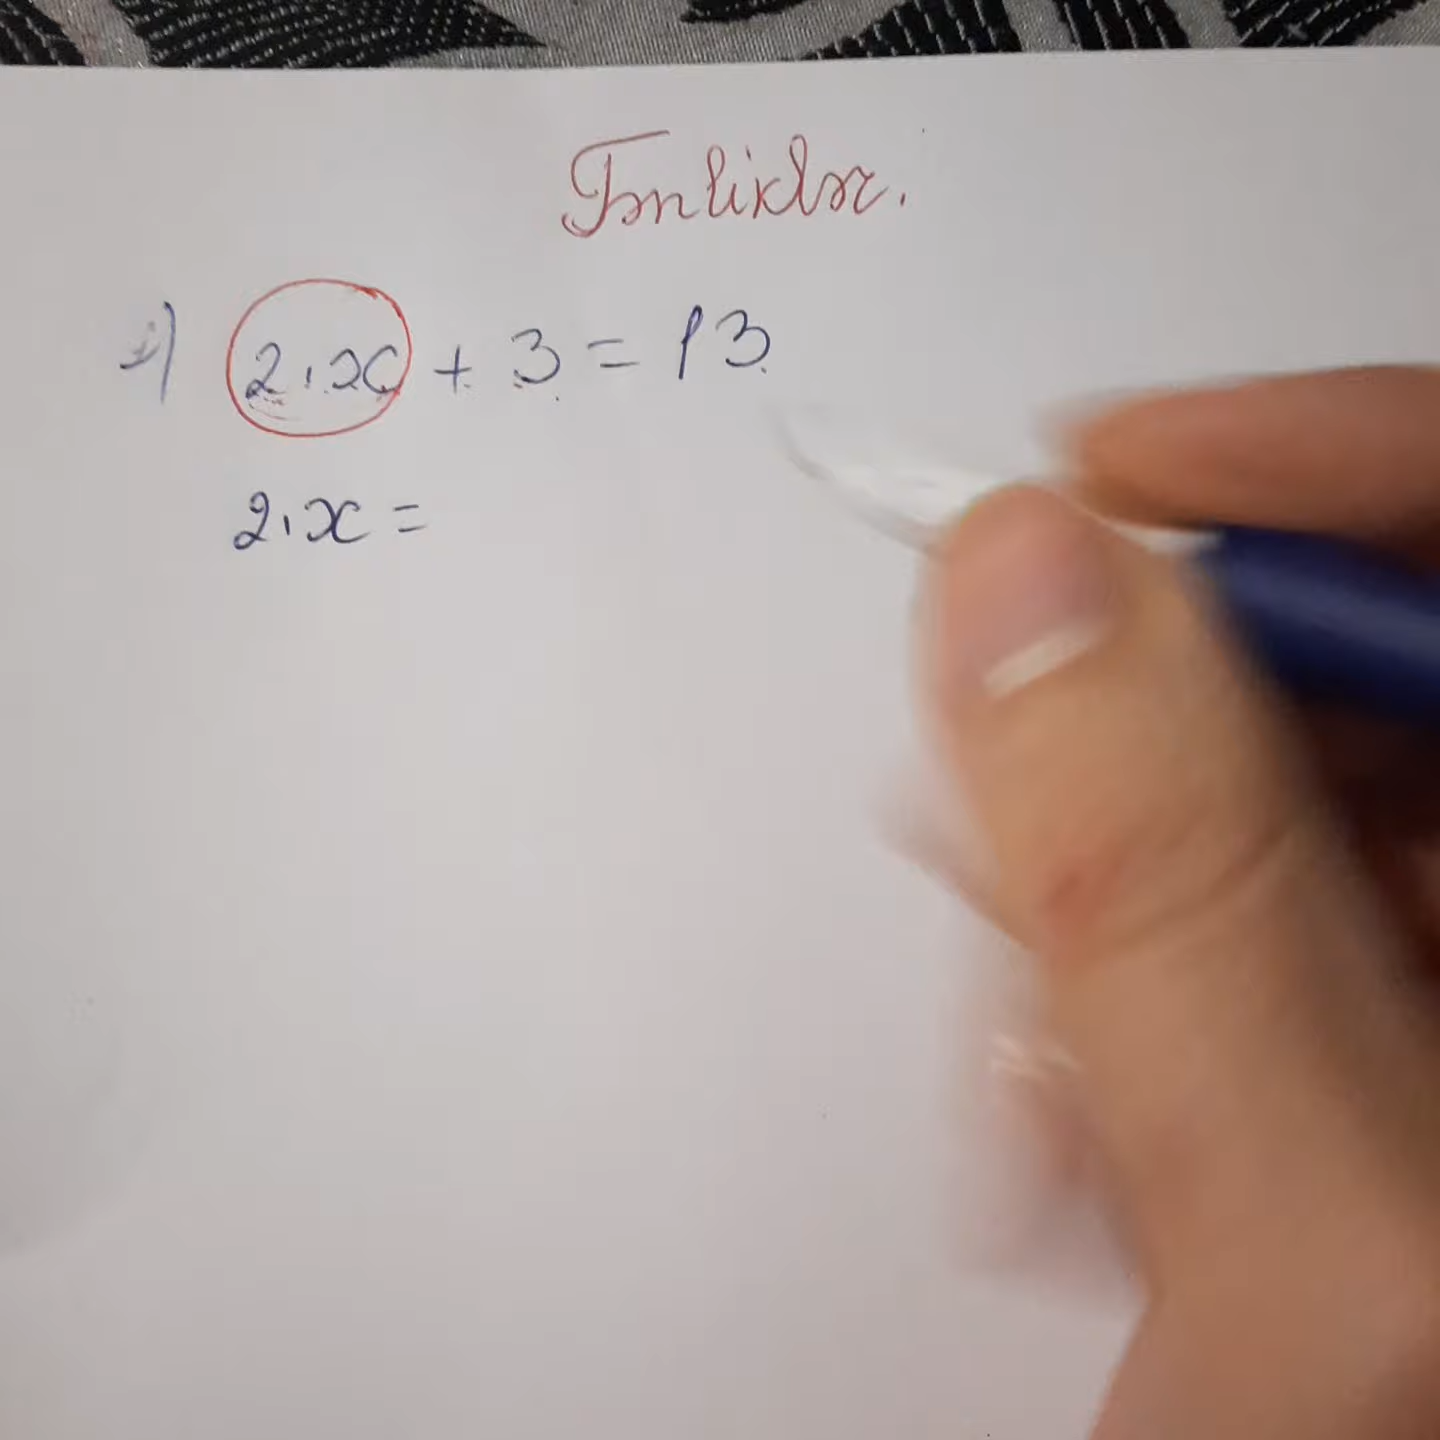 Tənliklər.
1) 2·x + 3 = 13
2·x =